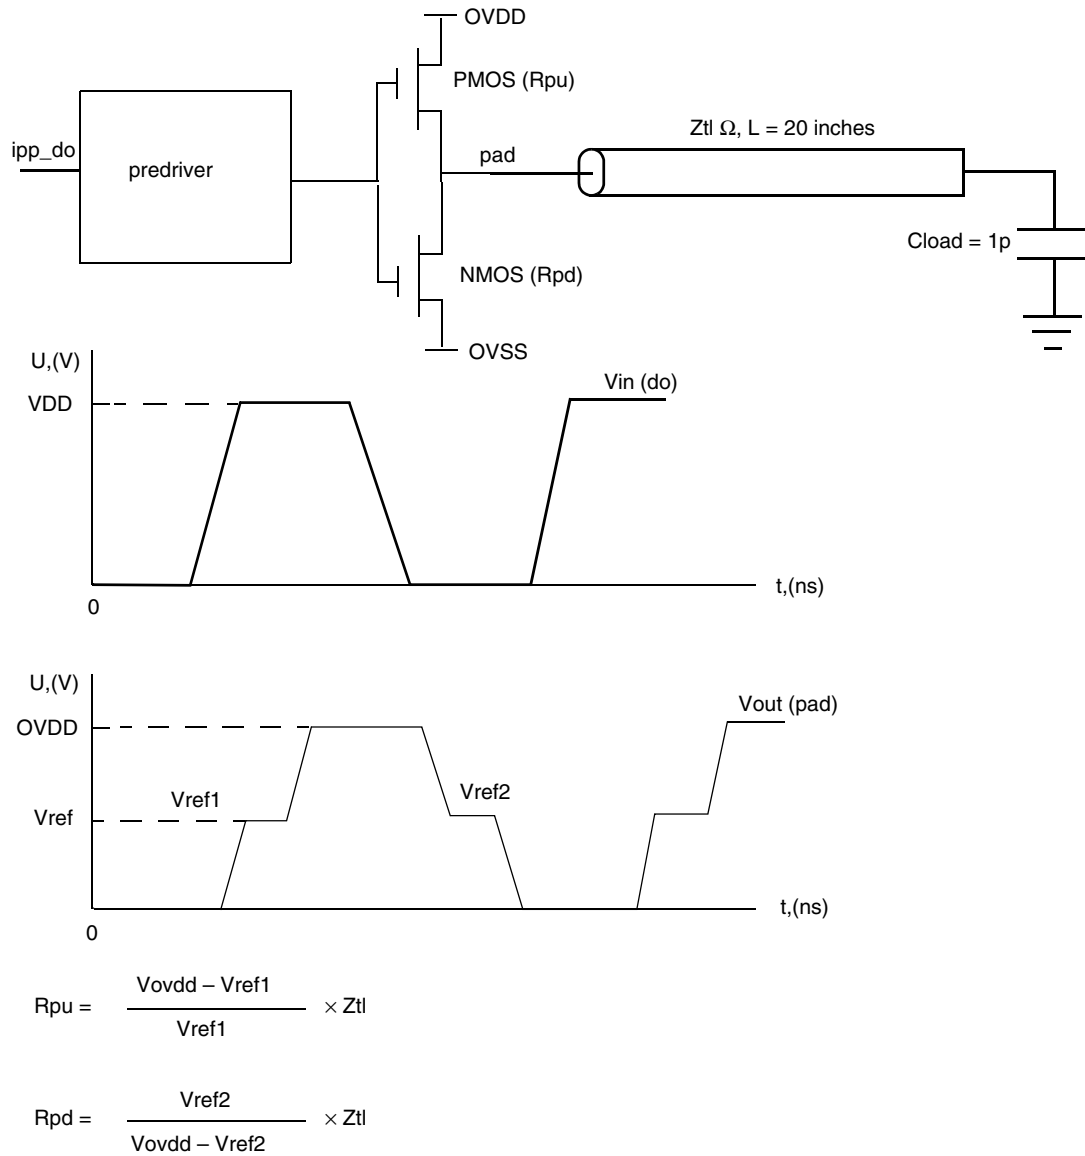 OVDD
PMOS (Rpu)
Ztl Ω, L = 20 inches
ipp_do
predriver
pad
Cload = 1p
NMOS (Rpd)
OVSS
U,(V)
VDD
Vin (do)
t,(ns)
0
U,(V)
OVDD
Vout (pad)
Vref1
Vref2
Vref
t,(ns)
0
Vovdd – Vref1
Rpu = × Ztl
Vref1
Vref2
Rpd = × Ztl
Vovdd – Vref2